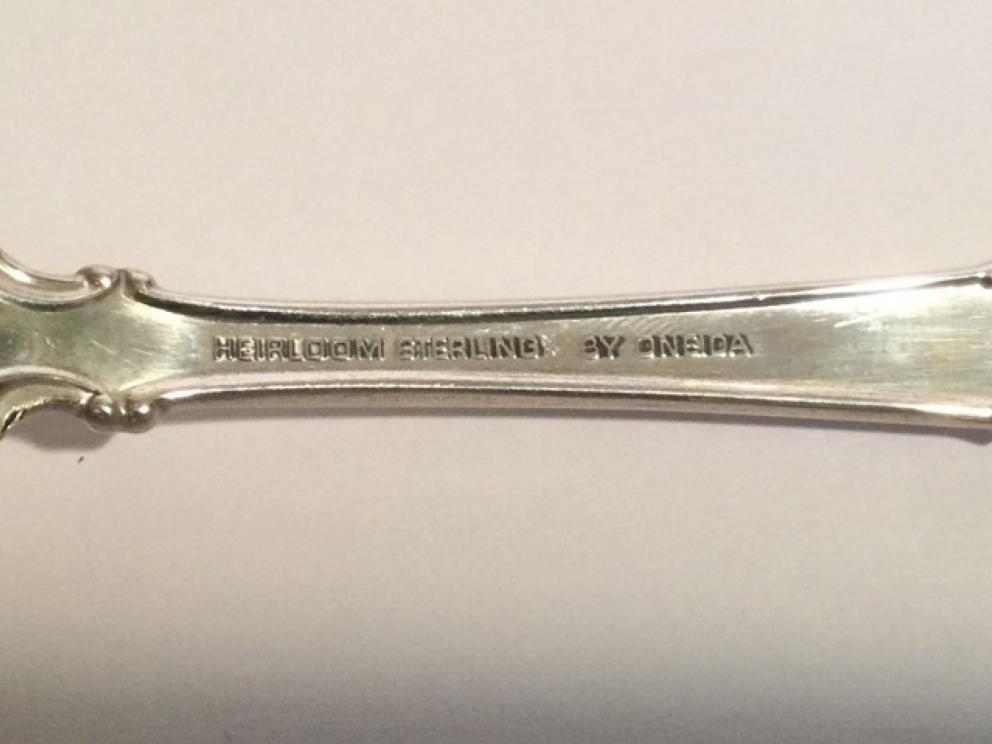 HEIRLOOM STERLING BY ONEIDA